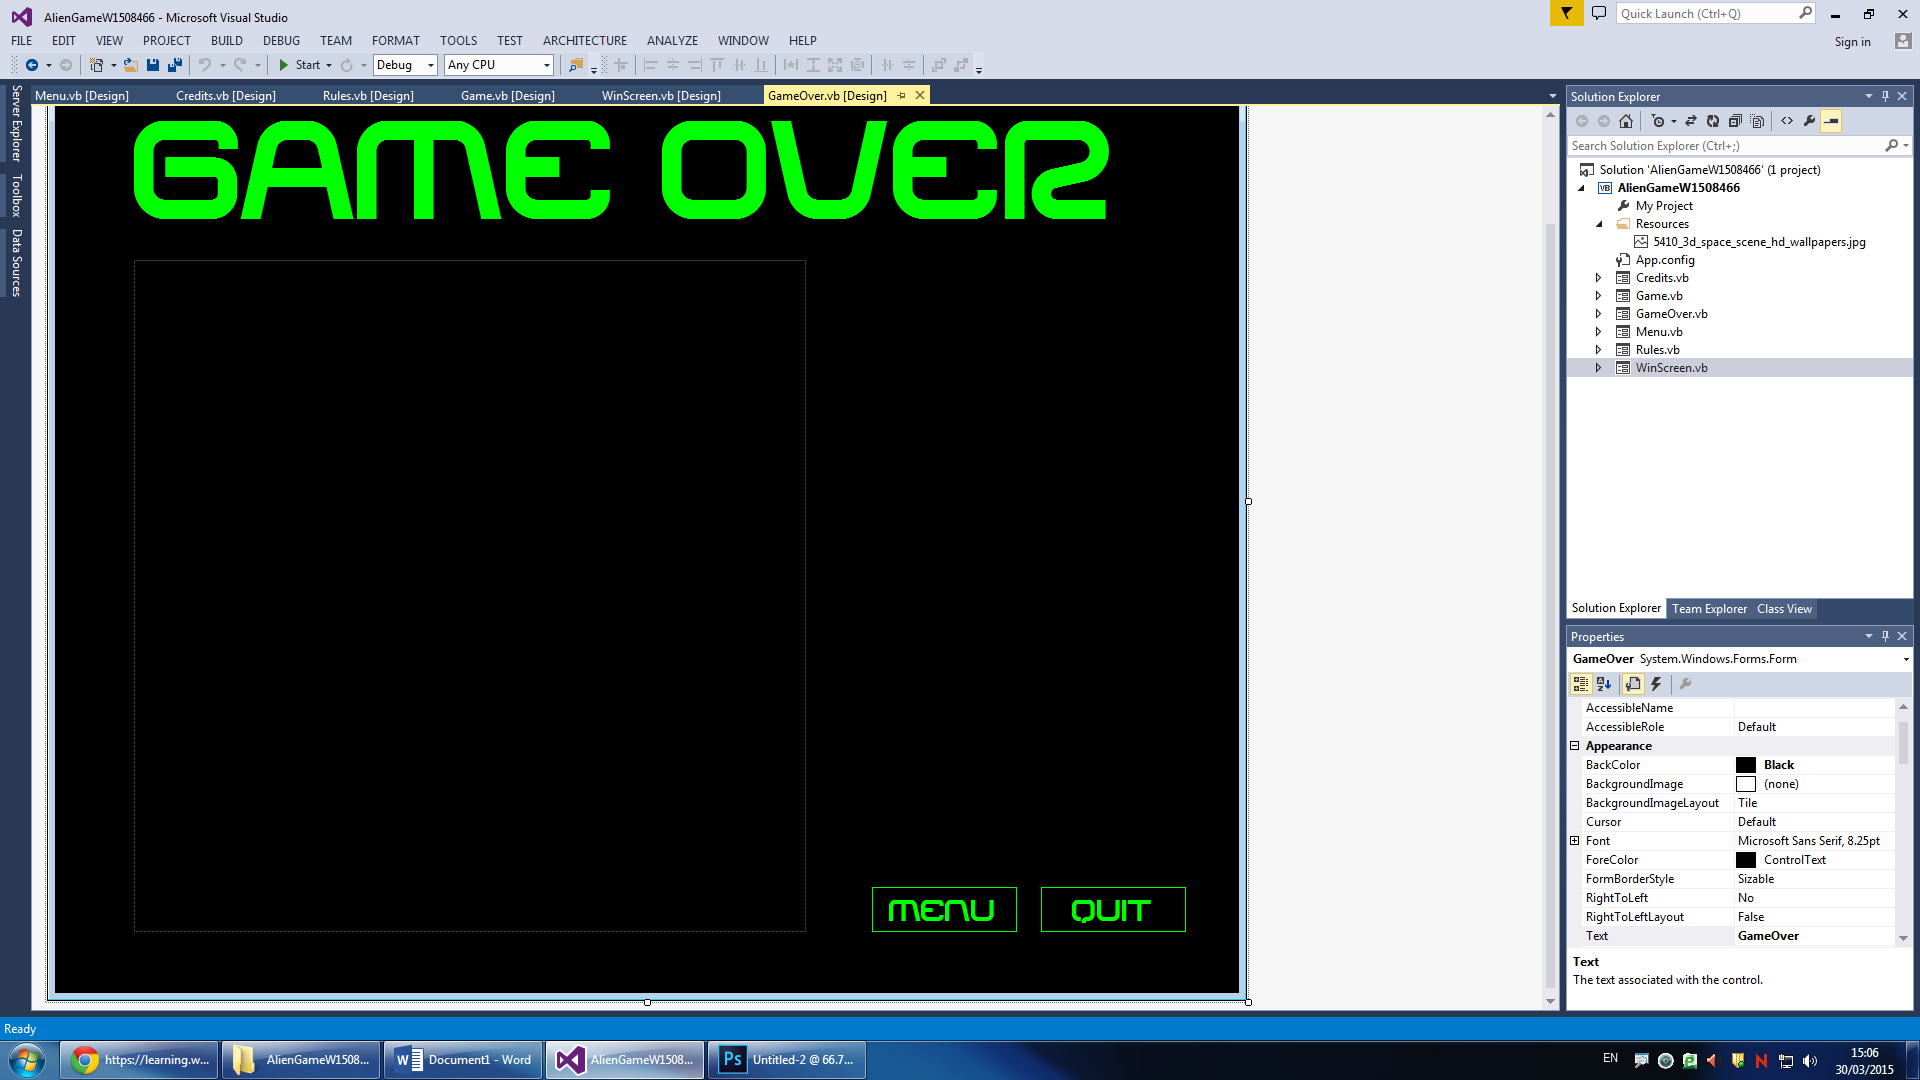 AlienGameW1508466 - Microsoft Visual Studio
Quick Launch (Ctrl+Q)
FILE EDIT VIEW PROJECT BUILD DEBUG TEAM FORMAT TOOLS TEST ARCHITECTURE ANALYZE WINDOW HELP
Sign in
Start Debug Any CPU
Server Explorer
Toolbox
Data Sources
Menu.vb [Design] Credits.vb [Design] Rules.vb [Design] Game.vb [Design] WinScreen.vb [Design] GameOver.vb [Design]
GAME OVER
MENU QUIT
Solution Explorer
Search Solution Explorer (Ctrl+;)
Solution 'AlienGameW1508466' (1 project)
VB AlienGameW1508466
My Project
Resources
5410_3d_space_scene_hd_wallpapers.jpg
App.config
Credits.vb
Game.vb
GameOver.vb
Menu.vb
Rules.vb
WinScreen.vb
Solution Explorer Team Explorer Class View
Properties
GameOver System.Windows.Forms.Form
AccessibleName
AccessibleRole Default
Appearance
BackColor Black
BackgroundImage (none)
BackgroundImageLayout Tile
Cursor Default
Font Microsoft Sans Serif, 8.25pt
ForeColor ControlText
FormBorderStyle Sizable
RightToLeft No
RightToLeftLayout False
Text GameOver
Text
The text associated with the control.
Ready
https://learning.w... AlienGameW1508... Document1 - Word AlienGameW1508... Ps Untitled-2 @ 66.7...
EN
15:06
30/03/2015